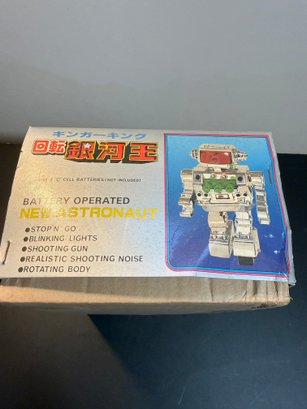 ギンガーキング
回転銀河王
"C" CELL BATTERIES (NOT INCLUDED)
BATTERY OPERATED
NEW ASTRONAUT
●STOP N' GO
●BLINKING LIGHTS
●SHOOTING GUN
●REALISTIC SHOOTING NOISE
●ROTATING BODY